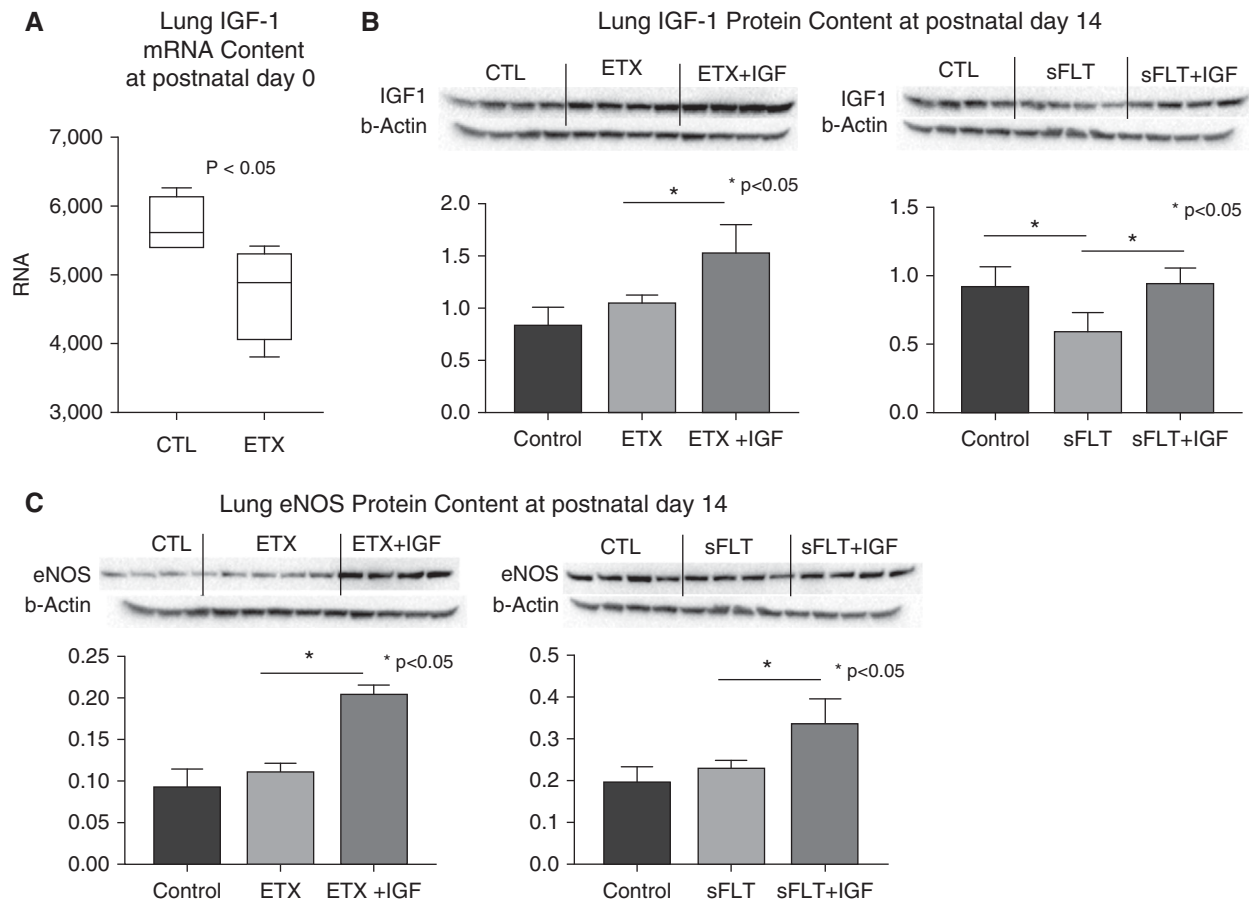 A
Lung IGF-1
mRNA Content
at postnatal day 0
7,000
6,000
5,000
4,000
3,000
RNA
P < 0.05
CTL
ETX
B
Lung IGF-1 Protein Content at postnatal day 14
CTL
ETX
ETX+IGF
IGF1
b-Actin
* p<0.05
*
2.0
1.5
1.0
0.5
0.0
Control
ETX
ETX +IGF
CTL
sFLT
sFLT+IGF
IGF1
b-Actin
* p<0.05
*
*
1.5
1.0
0.5
0.0
Control
sFLT
sFLT+IGF
C
Lung eNOS Protein Content at postnatal day 14
CTL
ETX
ETX+IGF
eNOS
b-Actin
* p<0.05
*
0.25
0.20
0.15
0.10
0.05
0.00
Control
ETX
ETX +IGF
CTL
sFLT
sFLT+IGF
eNOS
b-Actin
* p<0.05
*
0.5
0.4
0.3
0.2
0.1
0.0
Control
sFLT
sFLT+IGF